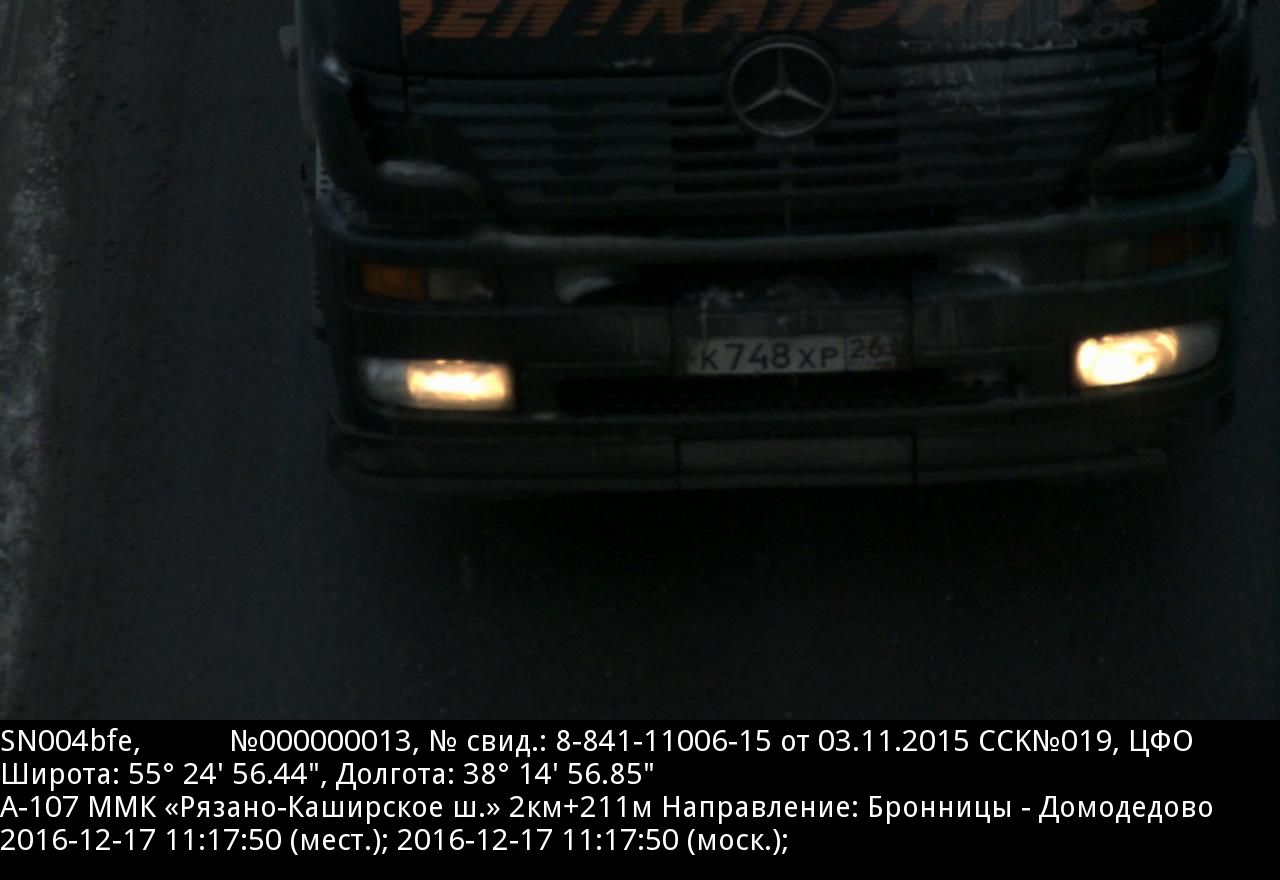 К748ХР 26
SN004bfe, №000000013, № свид.: 8-841-11006-15 от 03.11.2015 ССК№019, ЦФО
Широта: 55° 24' 56.44", Долгота: 38° 14' 56.85"
А-107 ММК «Рязано-Каширское ш.» 2км+211м Направление: Бронницы - Домодедово
2016-12-17 11:17:50 (мест.); 2016-12-17 11:17:50 (моск.);